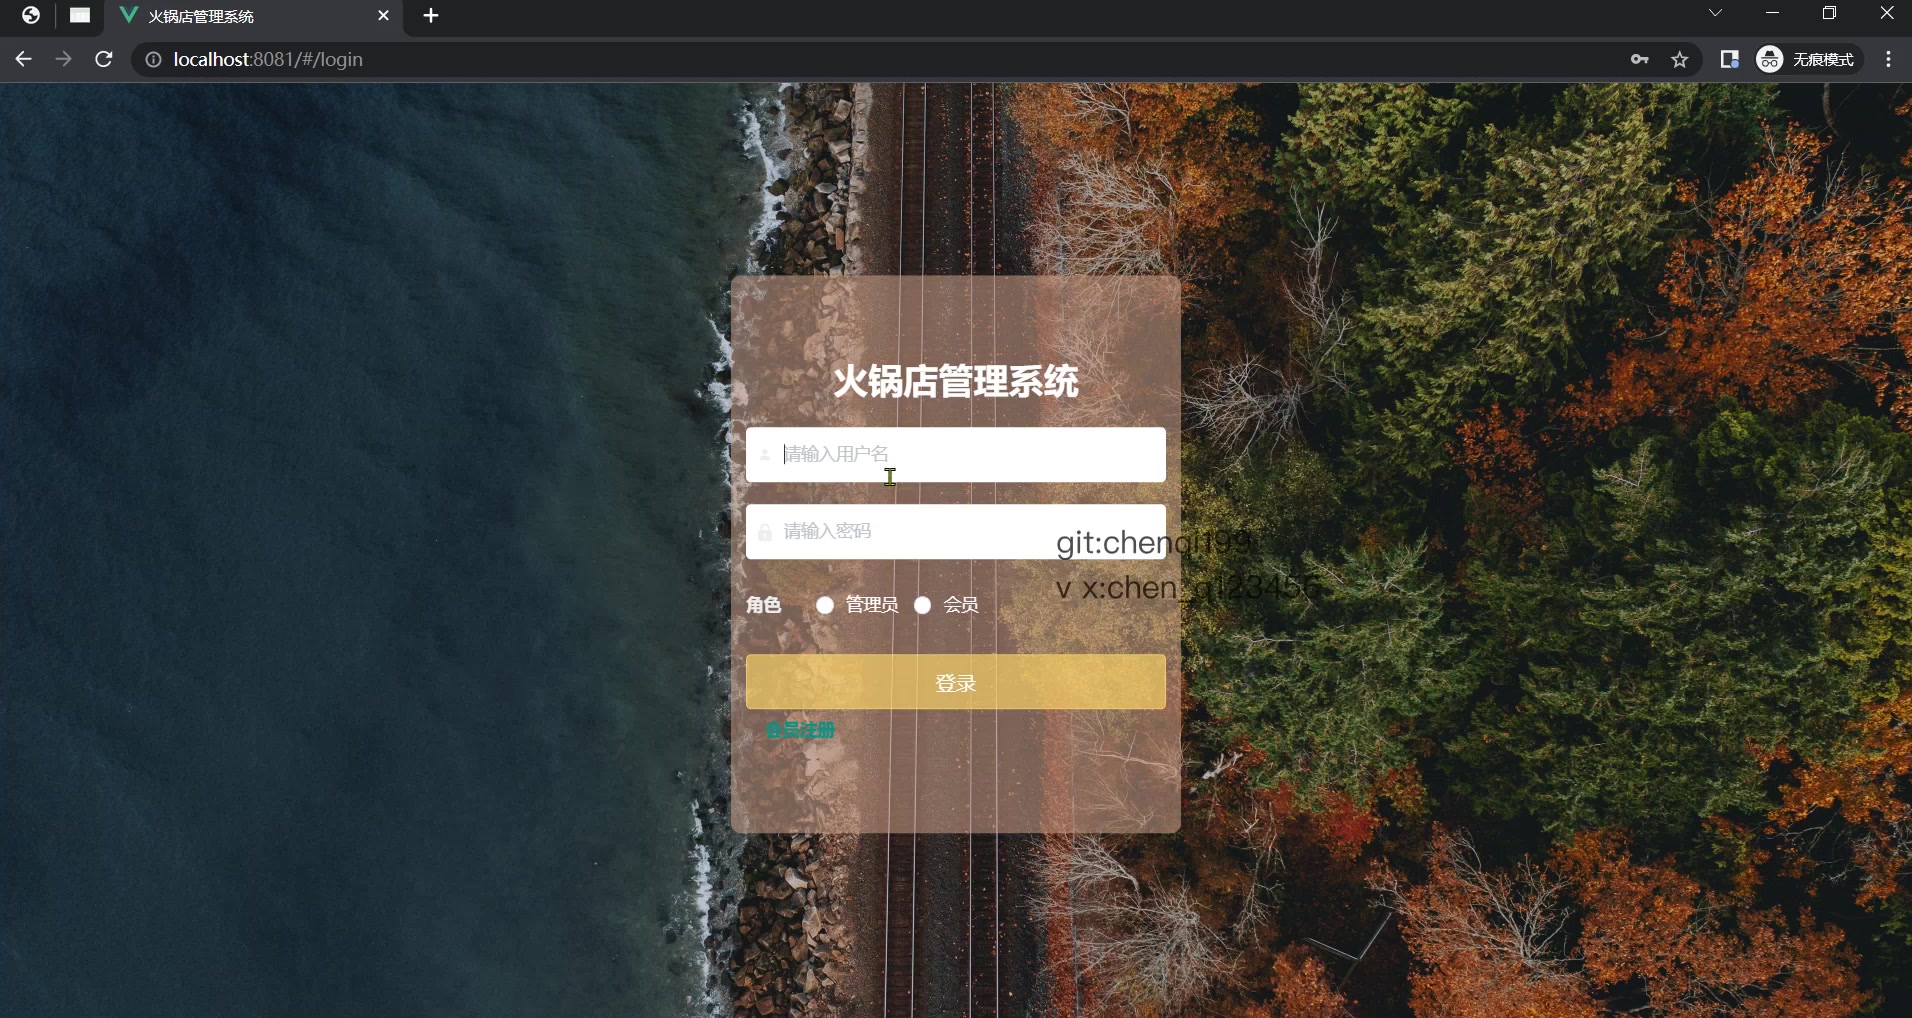 火锅店管理系统
localhost:8081/#/login
无痕模式
火锅店管理系统
请输入用户名
请输入密码
git:chenqi199
v x:chen_qi23456
角色 管理员 会员
登录
会员注册